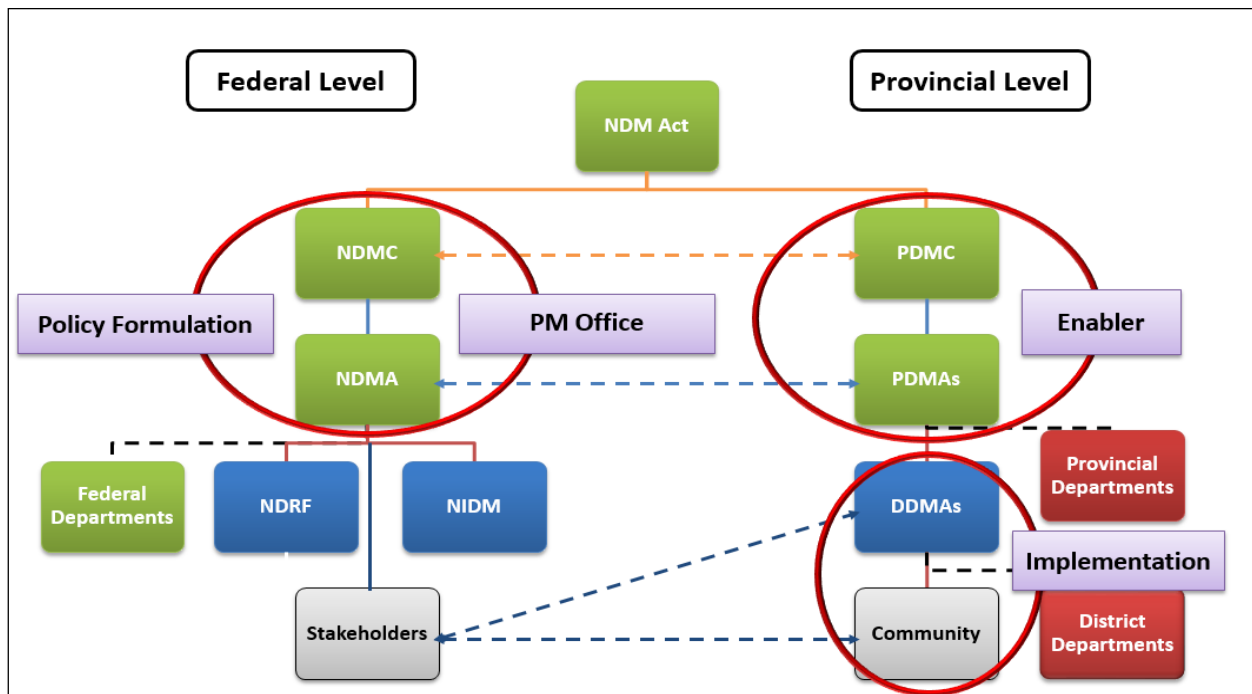 Federal Level
Provincial Level
NDM Act
NDMC
PDMC
Policy Formulation
PM Office
Enabler
NDMA
PDMAs
Federal
Departments
NDRF
NIDM
DDMAs
Provincial
Departments
Implementation
Stakeholders
Community
District
Departments